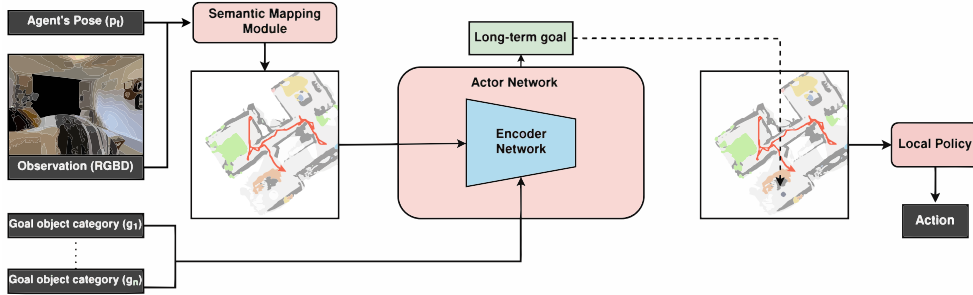 Agent's Pose (pt)
Semantic Mapping
Module
Long-term goal
Actor Network
Encoder
Network
Observation (RGBD)
Local Policy
Action
Goal object category (g1)
Goal object category (gn)